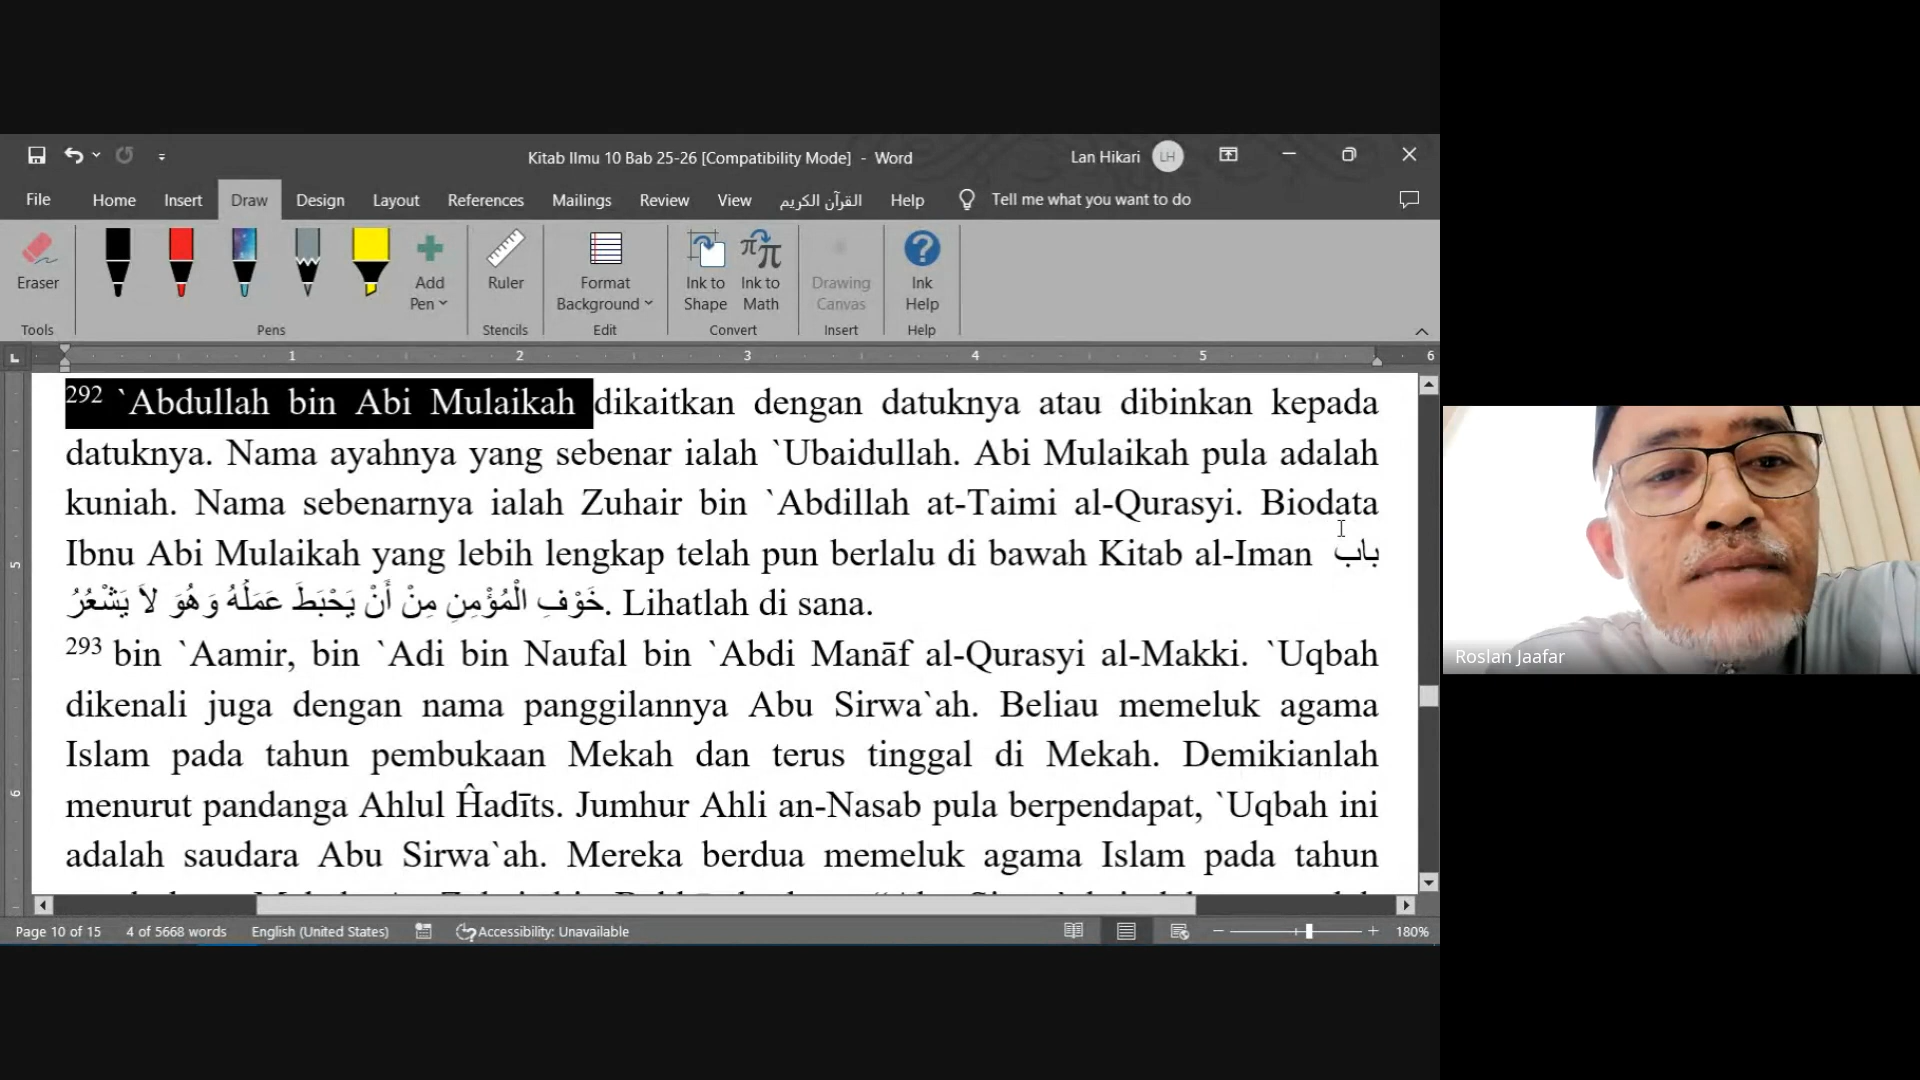 Kitab Ilmu 10 Bab 25-26 [Compatibility Mode] - Word
Lan Hikari
LH
File Home Insert Draw Design Layout References Mailings Review View القرآن الكريم Help Tell me what you want to do
Eraser
Add Pen
Ruler
Format Background
Ink to Shape
Ink to Math
Drawing Canvas
Ink Help
Tools Pens Stencils Edit Convert Insert Help
L 1 2 3 4 5 6
292 `Abdullah bin Abi Mulaikah dikaitkan dengan datuknya atau dibinkan kepada
datuknya. Nama ayahnya yang sebenar ialah `Ubaidullah. Abi Mulaikah pula adalah
kuniah. Nama sebenarnya ialah Zuhair bin `Abdillah at-Taimi al-Qurasyi. Biodata
Ibnu Abi Mulaikah yang lebih lengkap telah pun berlalu di bawah Kitab al-Iman باب
خَوْفِ الْمُؤْمِنِ مِنْ أَنْ يَحْبَطَ عَمَلُهُ وَهُوَ لاَ يَشْعُرُ. Lihatlah di sana.
293 bin `Aamir, bin `Adi bin Naufal bin `Abdi Manāf al-Qurasyi al-Makki. `Uqbah
dikenali juga dengan nama panggilannya Abu Sirwa`ah. Beliau memeluk agama
Islam pada tahun pembukaan Mekah dan terus tinggal di Mekah. Demikianlah
menurut pandanga Ahlul Ĥadīts. Jumhur Ahli an-Nasab pula berpendapat, `Uqbah ini
adalah saudara Abu Sirwa`ah. Mereka berdua memeluk agama Islam pada tahun
5
6
Page 10 of 15 4 of 5668 words English (United States) Accessibility: Unavailable 180%
Roslan Jaafar